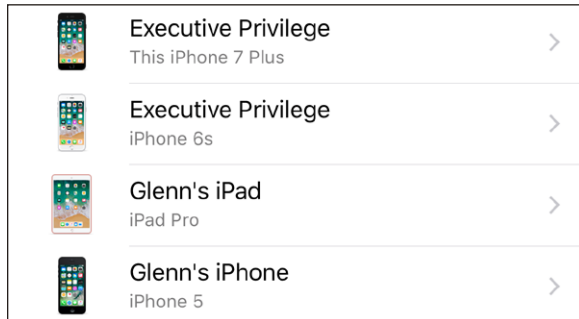 Executive Privilege
This iPhone 7 Plus
Executive Privilege
iPhone 6s
Glenn's iPad
iPad Pro
Glenn's iPhone
iPhone 5